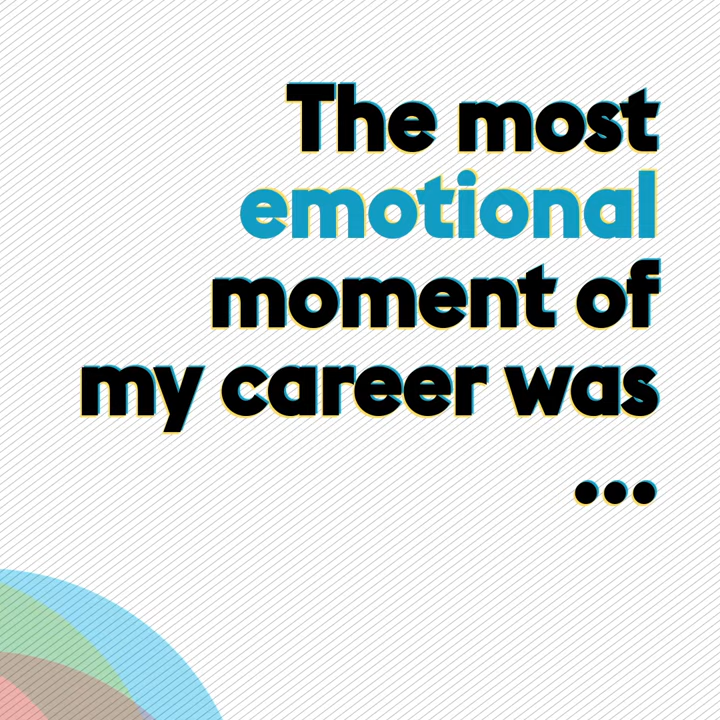 The most
emotional
moment of
my career was
...